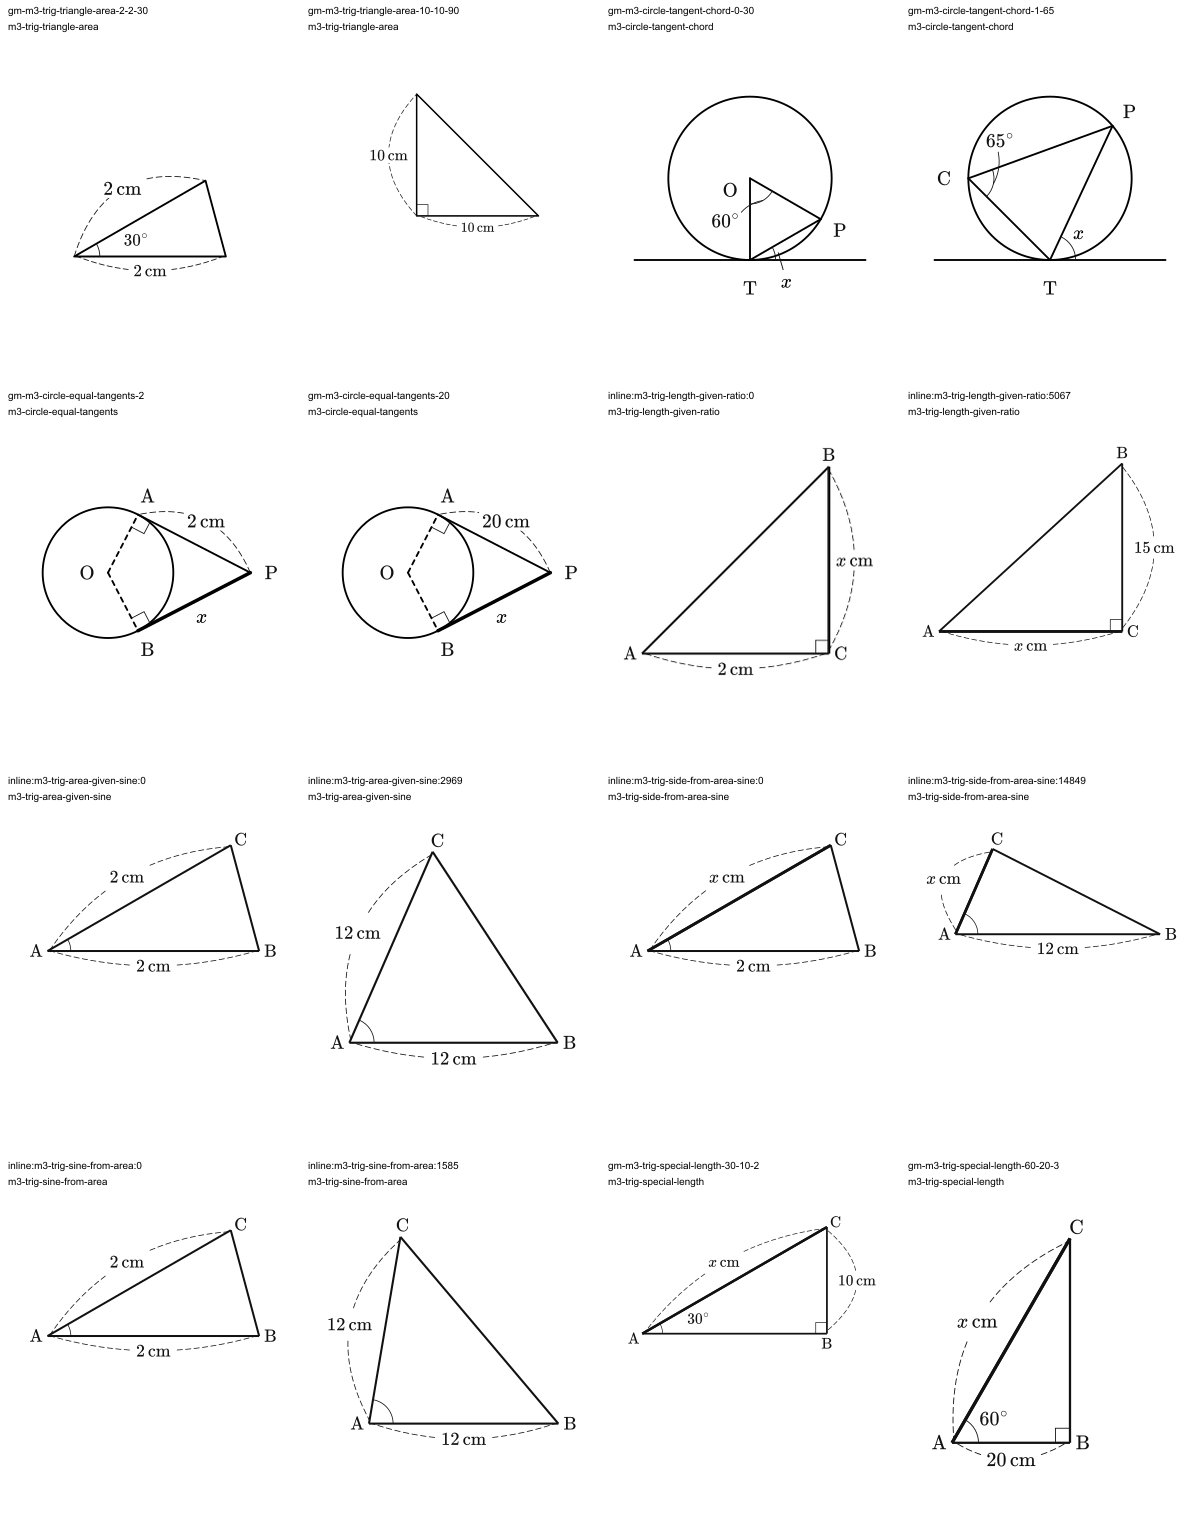 gm-m3-trig-triangle-area-2-2-30
m3-trig-triangle-area
2 cm
30°
2 cm
gm-m3-trig-triangle-area-10-10-90
m3-trig-triangle-area
10 cm
10 cm
gm-m3-circle-tangent-chord-0-30
m3-circle-tangent-chord
O
60°
P
T
x
gm-m3-circle-tangent-chord-1-65
m3-circle-tangent-chord
P
65°
C
x
T
gm-m3-circle-equal-tangents-2
m3-circle-equal-tangents
A
2 cm
O
P
x
B
gm-m3-circle-equal-tangents-20
m3-circle-equal-tangents
A
20 cm
O
P
x
B
inline:m3-trig-length-given-ratio:0
m3-trig-length-given-ratio
B
x cm
A
C
2 cm
inline:m3-trig-length-given-ratio:5067
m3-trig-length-given-ratio
B
15 cm
A
C
x cm
inline:m3-trig-area-given-sine:0
m3-trig-area-given-sine
C
2 cm
A
B
2 cm
inline:m3-trig-area-given-sine:2969
m3-trig-area-given-sine
C
12 cm
A
B
12 cm
inline:m3-trig-side-from-area-sine:0
m3-trig-side-from-area-sine
C
x cm
A
B
2 cm
inline:m3-trig-side-from-area-sine:14849
m3-trig-side-from-area-sine
C
x cm
A
B
12 cm
inline:m3-trig-sine-from-area:0
m3-trig-sine-from-area
C
2 cm
A
B
2 cm
inline:m3-trig-sine-from-area:1585
m3-trig-sine-from-area
C
12 cm
A
B
12 cm
gm-m3-trig-special-length-30-10-2
m3-trig-special-length
C
x cm
10 cm
30°
A
B
gm-m3-trig-special-length-60-20-3
m3-trig-special-length
C
x cm
60°
A
B
20 cm